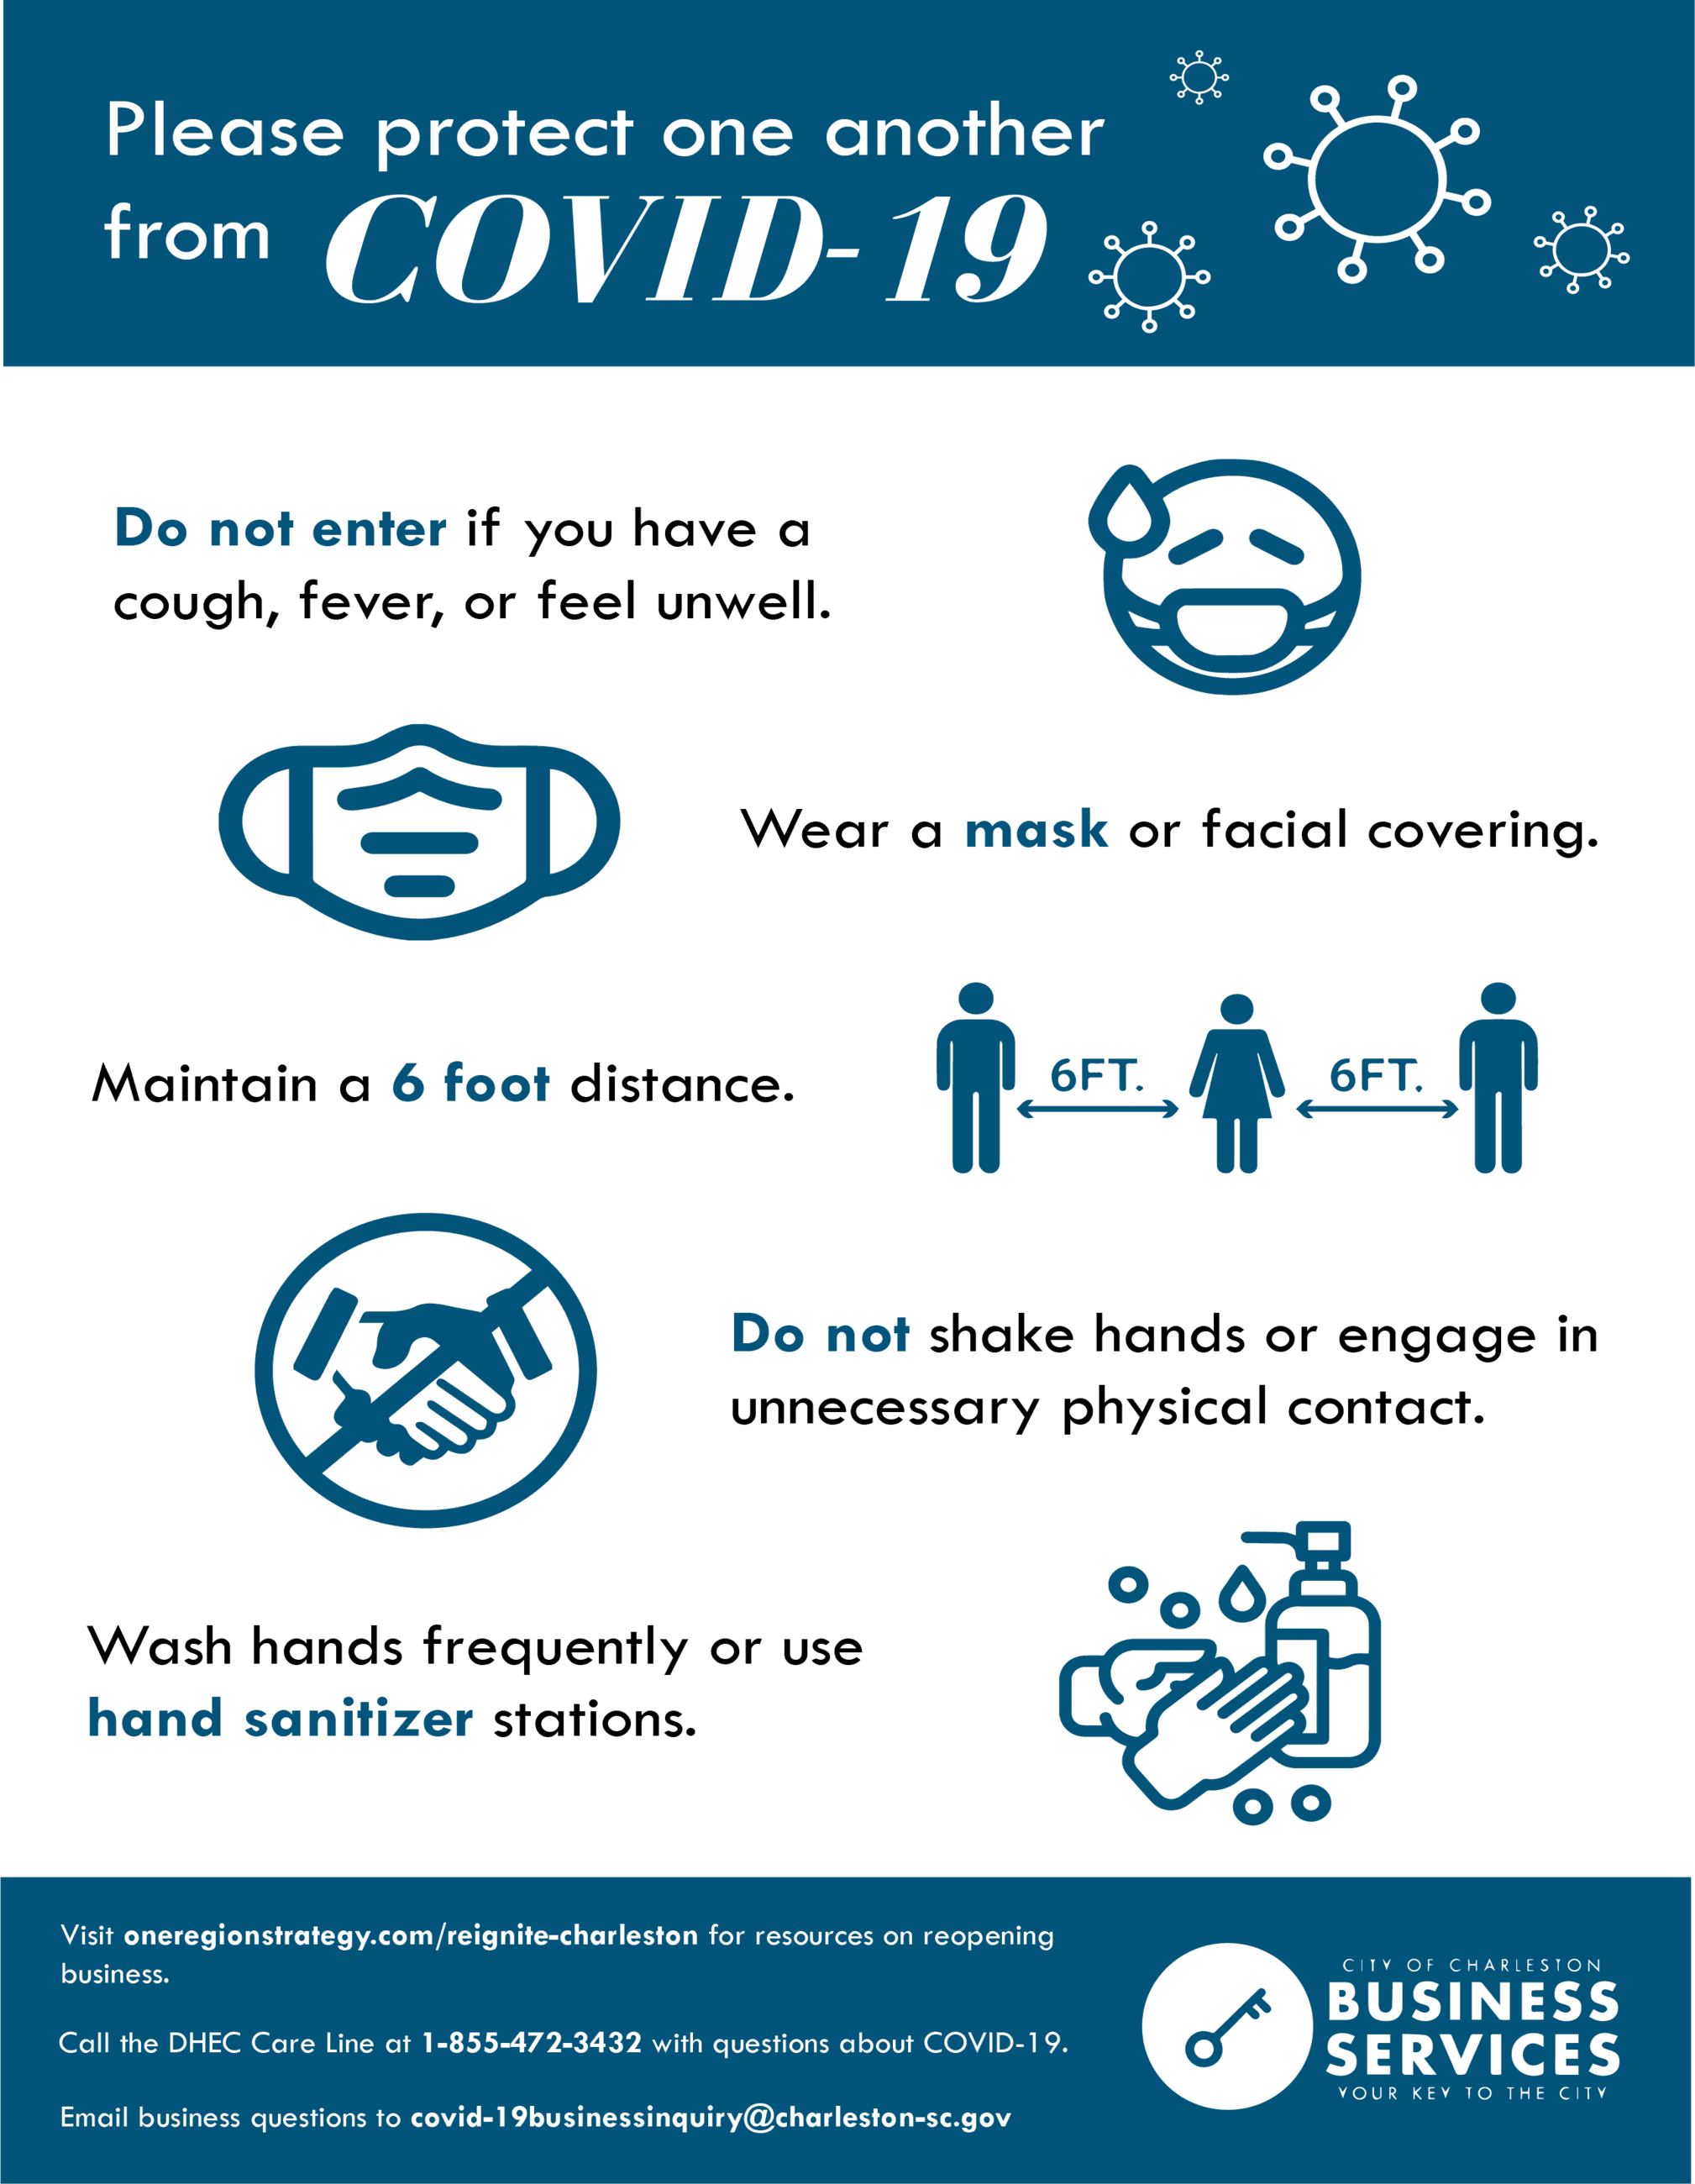 Please protect one another
from COVID-19
Do not enter if you have a
cough, fever, or feel unwell.
Wear a mask or facial covering.
Maintain a 6 foot distance.
6FT. 6FT.
Do not shake hands or engage in
unnecessary physical contact.
Wash hands frequently or use
hand sanitizer stations.
Visit oneregionstrategy.com/reignite-charleston for resources on reopening
business.
Call the DHEC Care Line at 1-855-472-3432 with questions about COVID-19.
Email business questions to covid-19businessinquiry@charleston-sc.gov
CITY OF CHARLESTON
BUSINESS
SERVICES
YOUR KEY TO THE CITY